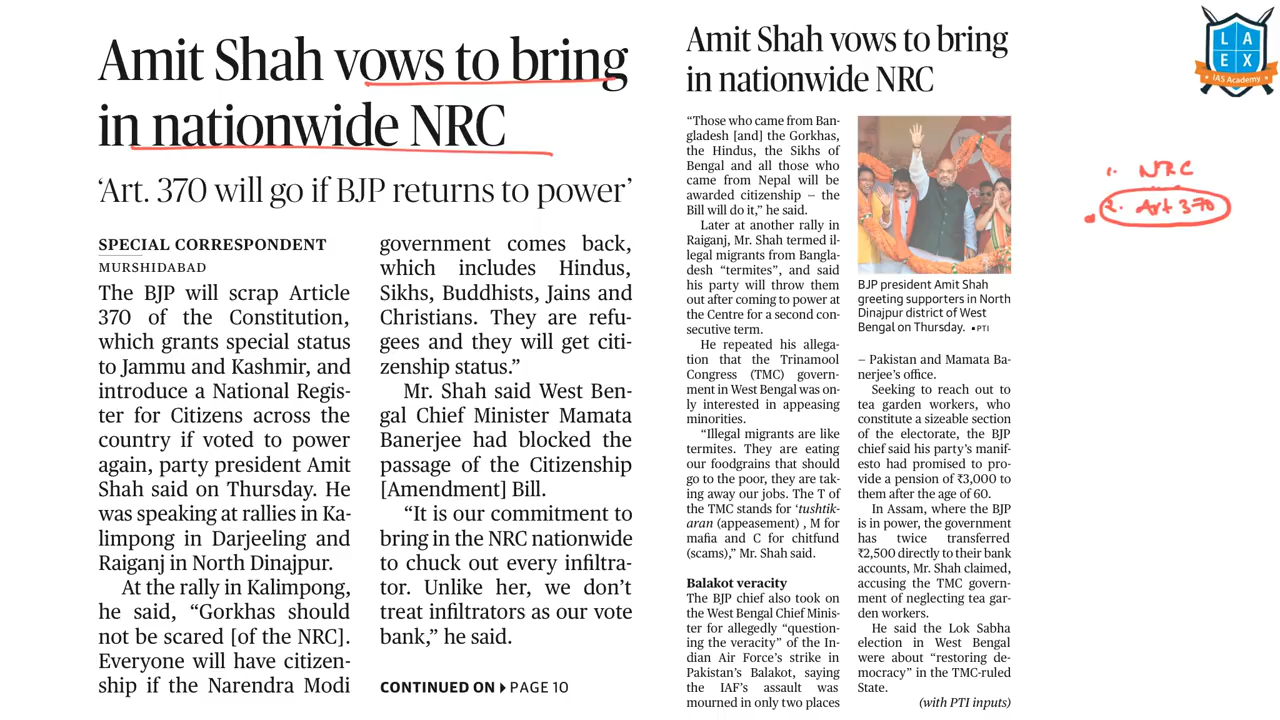 Amit Shah vows to bring
in nationwide NRC
‘Art. 370 will go if BJP returns to power’
SPECIAL CORRESPONDENT
MURSHIDABAD
The BJP will scrap Article
370 of the Constitution,
which grants special status
to Jammu and Kashmir, and
introduce a National Regis-
ter for Citizens across the
country if voted to power
again, party president Amit
Shah said on Thursday. He
was speaking at rallies in Ka-
limpong in Darjeeling and
Raiganj in North Dinajpur.
At the rally in Kalimpong,
he said, “Gorkhas should
not be scared [of the NRC].
Everyone will have citizen-
ship if the Narendra Modi
government comes back,
which includes Hindus,
Sikhs, Buddhists, Jains and
Christians. They are refu-
gees and they will get citi-
zenship status.”
Mr. Shah said West Ben-
gal Chief Minister Mamata
Banerjee had blocked the
passage of the Citizenship
[Amendment] Bill.
“It is our commitment to
bring in the NRC nationwide
to chuck out every infiltra-
tor. Unlike her, we don’t
treat infiltrators as our vote
bank,” he said.
CONTINUED ON PAGE 10
Amit Shah vows to bring
in nationwide NRC
“Those who came from Ban-
gladesh [and] the Gorkhas,
the Hindus, the Sikhs of
Bengal and all those who
came from Nepal will be
awarded citizenship — the
Bill will do it,” he said.
Later at another rally in
Raiganj, Mr. Shah termed il-
legal migrants from Bangla-
desh “termites”, and said
his party will throw them
out after coming to power at
the Centre for a second con-
secutive term.
He repeated his allega-
tion that the Trinamool
Congress (TMC) govern-
ment in West Bengal was on-
ly interested in appeasing
minorities.
“Illegal migrants are like
termites. They are eating
our foodgrains that should
go to the poor, they are tak-
ing away our jobs. The T of
the TMC stands for ‘tushtik-
aran (appeasement) , M for
mafia and C for chitfund
(scams),” Mr. Shah said.
Balakot veracity
The BJP chief also took on
the West Bengal Chief Minis-
ter for allegedly “question-
ing the veracity” of the In-
dian Air Force’s strike in
Pakistan’s Balakot, saying
the IAF’s assault was
mourned in only two places
BJP president Amit Shah
greeting supporters in North
Dinajpur district of West
Bengal on Thursday. ▪PTI
— Pakistan and Mamata Ba-
nerjee’s office.
Seeking to reach out to
tea garden workers, who
constitute a sizeable section
of the electorate, the BJP
chief said his party’s manif-
esto had promised to pro-
vide a pension of ₹3,000 to
them after the age of 60.
In Assam, where the BJP
is in power, the government
has twice transferred
₹2,500 directly to their bank
accounts, Mr. Shah claimed,
accusing the TMC govern-
ment of neglecting tea gar-
den workers.
He said the Lok Sabha
election in West Bengal
were about “restoring de-
mocracy” in the TMC-ruled
State.
(with PTI inputs)
1. NRC
2. Art 370
L A
E X
IAS Academy